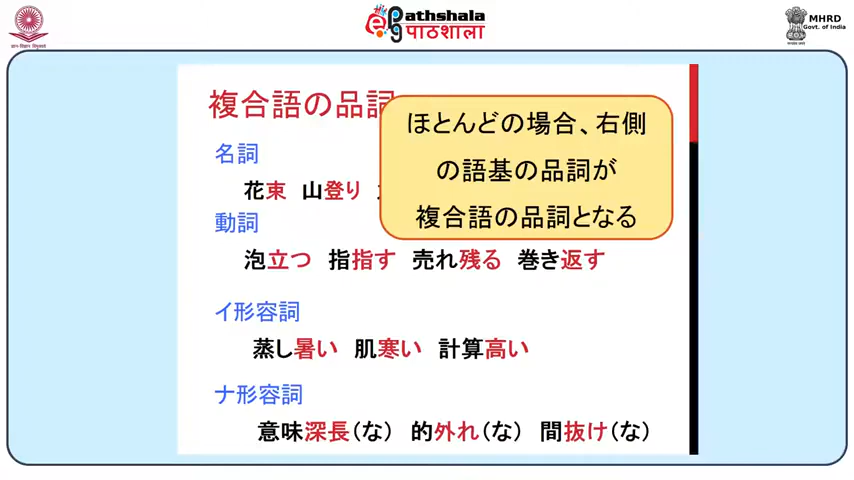 Pathshala
पाठशाला
MHRD
Govt. of India
複合語の品詞
ほとんどの場合、右側
の語基の品詞が
複合語の品詞となる
名詞
花束 山登り
動詞
泡立つ 指指す 売れ残る 巻き返す
イ形容詞
蒸し暑い 肌寒い 計算高い
ナ形容詞
意味深長(な) 的外れ(な) 間抜け(な)